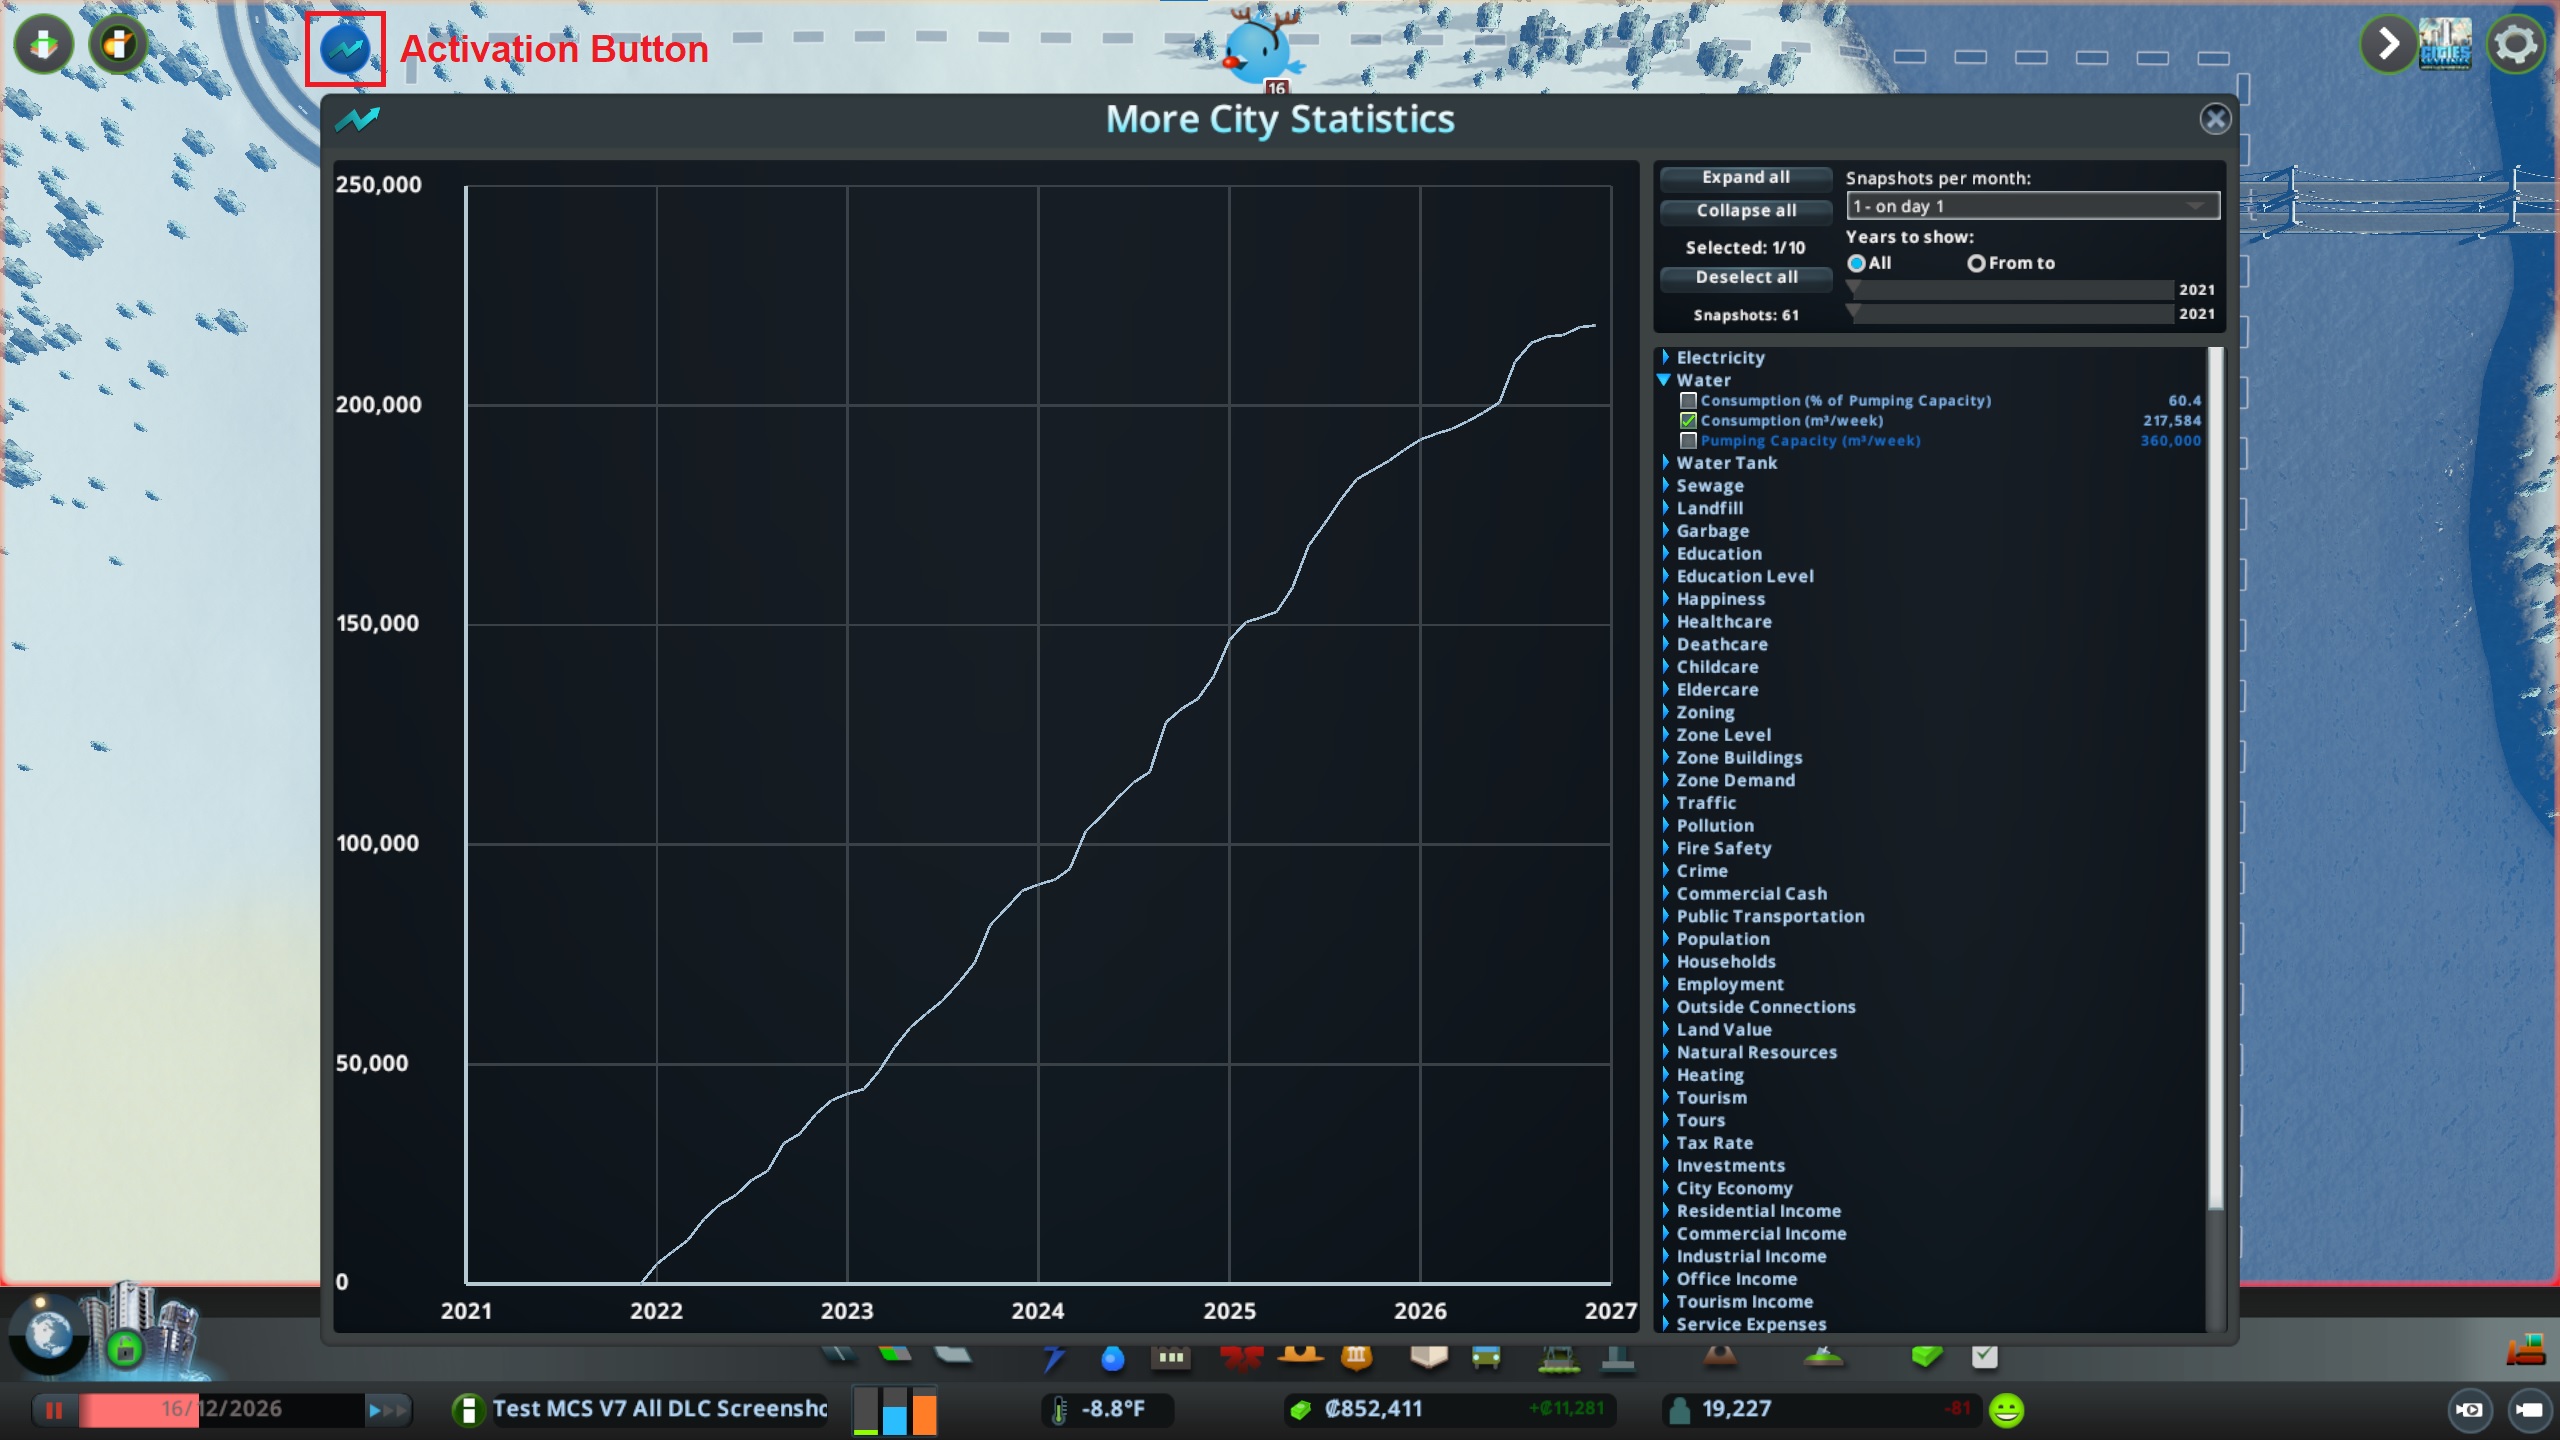 Activation Button
16
More City Statistics
250,000
200,000
150,000
100,000
50,000
0
2021 2022 2023 2024 2025 2026 2027
Expand all
Collapse all
Selected: 1/10
Deselect all
Snapshots: 61
Snapshots per month:
1 - on day 1
Years to show:
All From to
2021
2021
Electricity
Water
Consumption (% of Pumping Capacity) 60.4
Consumption (m³/week) 217,584
Pumping Capacity (m³/week) 360,000
Water Tank
Sewage
Landfill
Garbage
Education
Education Level
Happiness
Healthcare
Deathcare
Childcare
Eldercare
Zoning
Zone Level
Zone Buildings
Zone Demand
Traffic
Pollution
Fire Safety
Crime
Commercial Cash
Public Transportation
Population
Households
Employment
Outside Connections
Land Value
Natural Resources
Heating
Tourism
Tours
Tax Rate
Investments
City Economy
Residential Income
Commercial Income
Industrial Income
Office Income
Tourism Income
Service Expenses
16/12/2026
Test MCS V7 All DLC Screensho
-8.8°F
₡852,411 +₡11,281
19,227 -81